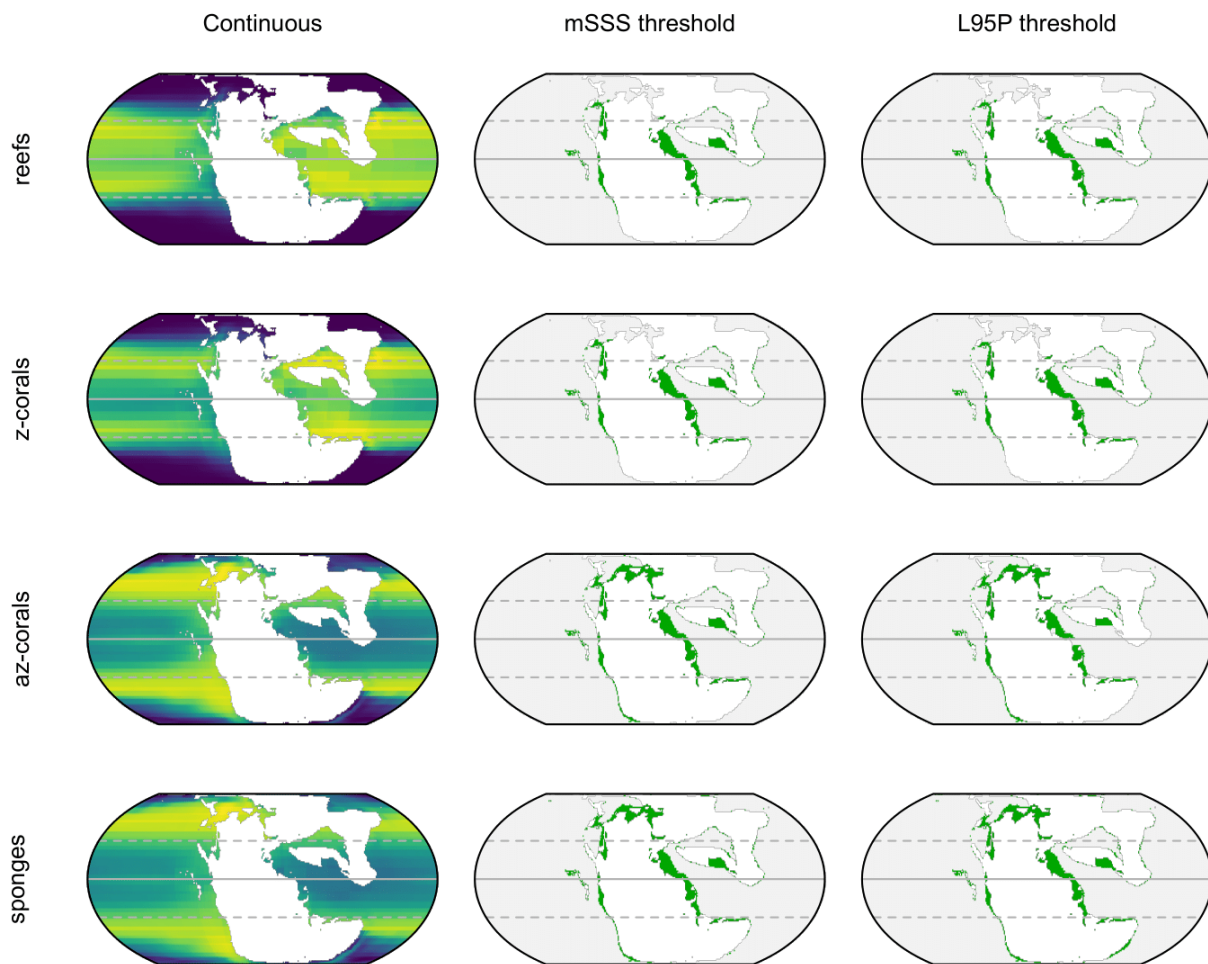 Continuous mSSS threshold L95P threshold
reefs
z-corals
az-corals
sponges